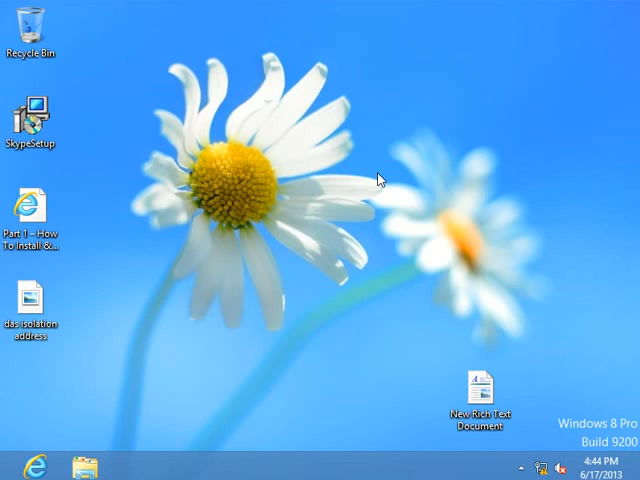 Recycle Bin
SkypeSetup
Part 1 – How
To Install &...
das isolation
address
New Rich Text
Document
Windows 8 Pro
Build 9200
4:44 PM
6/17/2013